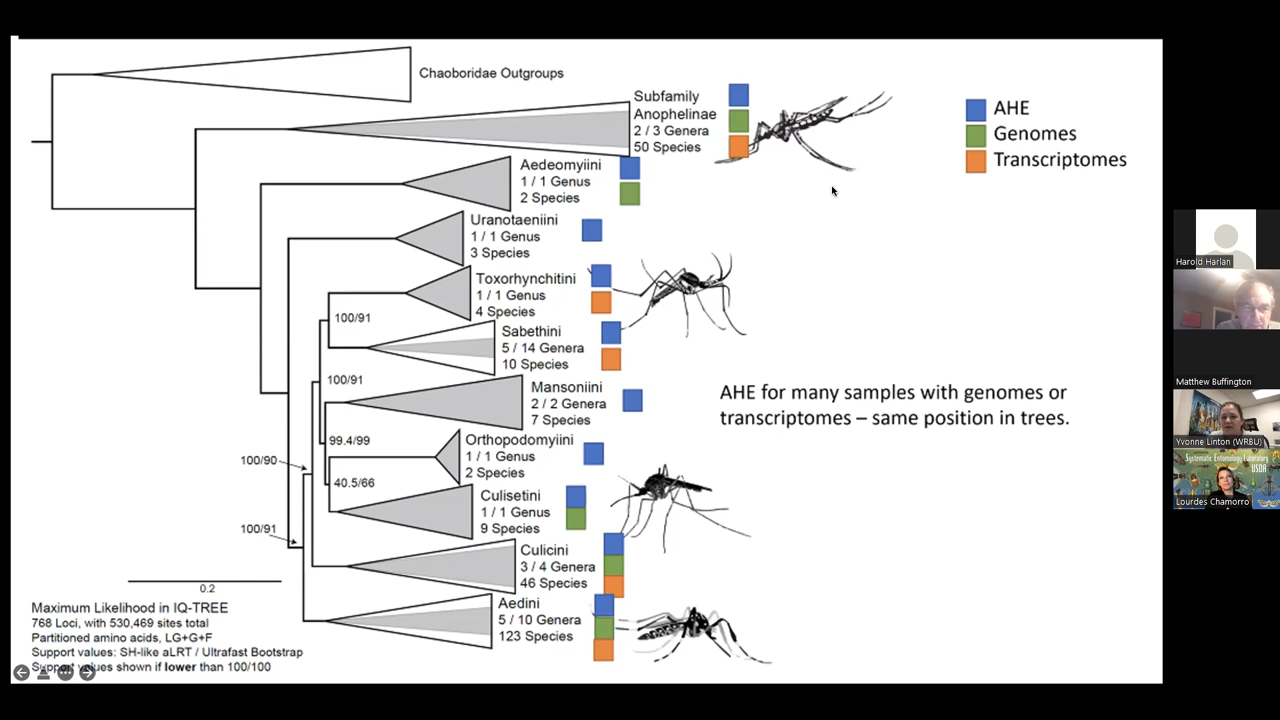 Chaoboridae Outgroups
Subfamily
Anophelinae
2 / 3 Genera
50 Species
AHE
Genomes
Transcriptomes
Aedeomyiini
1 / 1 Genus
2 Species
Uranotaeniini
1 / 1 Genus
3 Species
Toxorhynchitini
1 / 1 Genus
4 Species
100/91
Sabethini
5 / 14 Genera
10 Species
100/91
Mansoniini
2 / 2 Genera
7 Species
AHE for many samples with genomes or
transcriptomes – same position in trees.
99.4/99
Orthopodomyiini
1 / 1 Genus
2 Species
100/90
40.5/66
Culisetini
1 / 1 Genus
9 Species
100/91
Culicini
3 / 4 Genera
46 Species
Aedini
5 / 10 Genera
123 Species
0.2
Maximum Likelihood in IQ-TREE
768 Loci, with 530,469 sites total
Partitioned amino acids, LG+G+F
Support values: SH-like aLRT / Ultrafast Bootstrap
Support values shown if lower than 100/100
Harold Harlan
Matthew Buffington
Yvonne Linton (WRBU)
Systematic Entomology Laboratory
USDA
Lourdes Chamorro